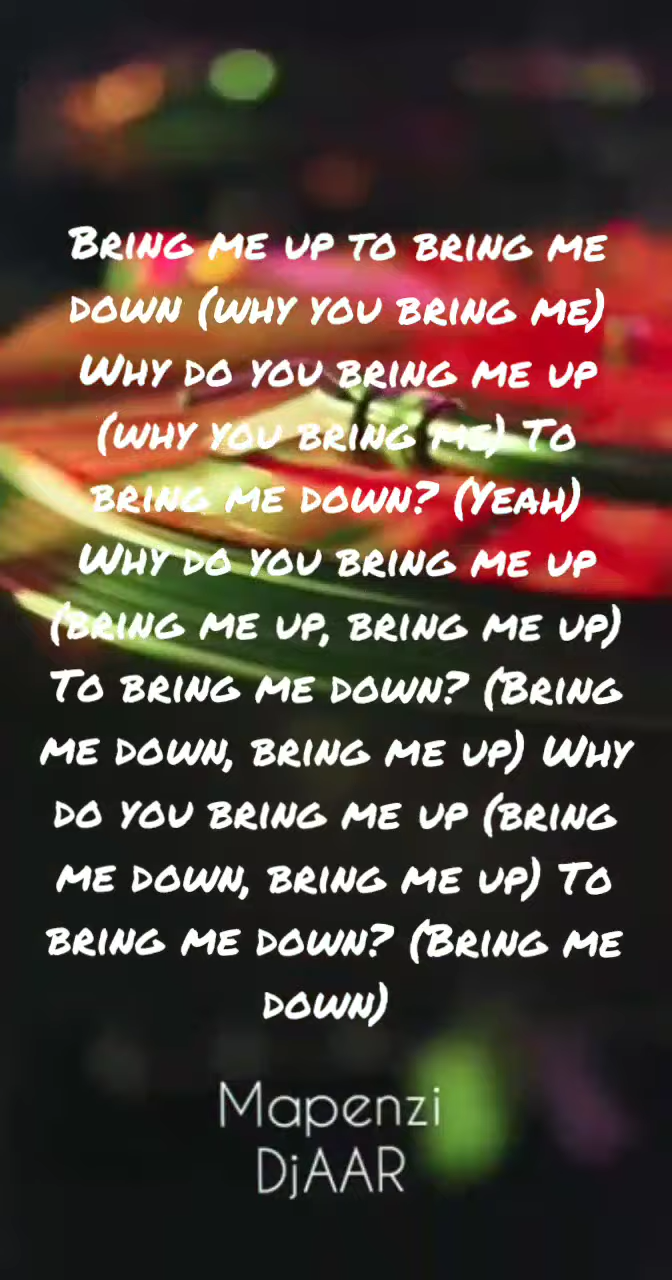 Bring me up to bring me
down (why you bring me)
Why do you bring me up
(why you bring me) To
bring me down? (Yeah)
Why do you bring me up
(bring me up, bring me up)
To bring me down? (Bring
me down, bring me up) Why
do you bring me up (bring
me down, bring me up) To
bring me down? (Bring me
down)
Mapenzi
DjAAR